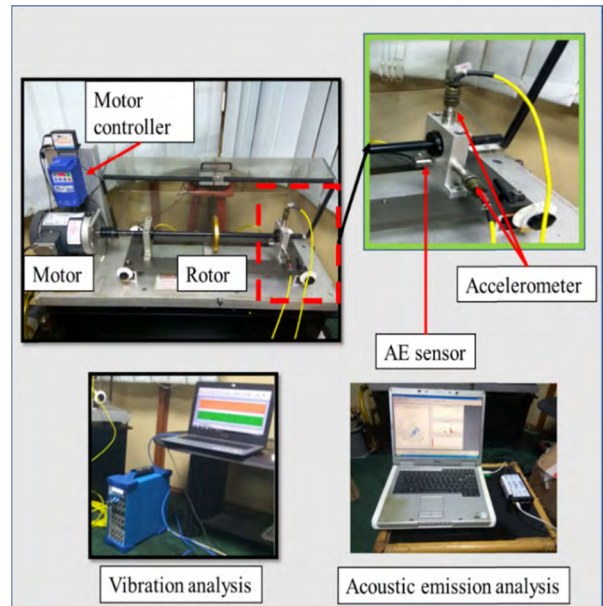 Motor
controller
Motor
Rotor
Accelerometer
AE sensor
Vibration analysis
Acoustic emission analysis